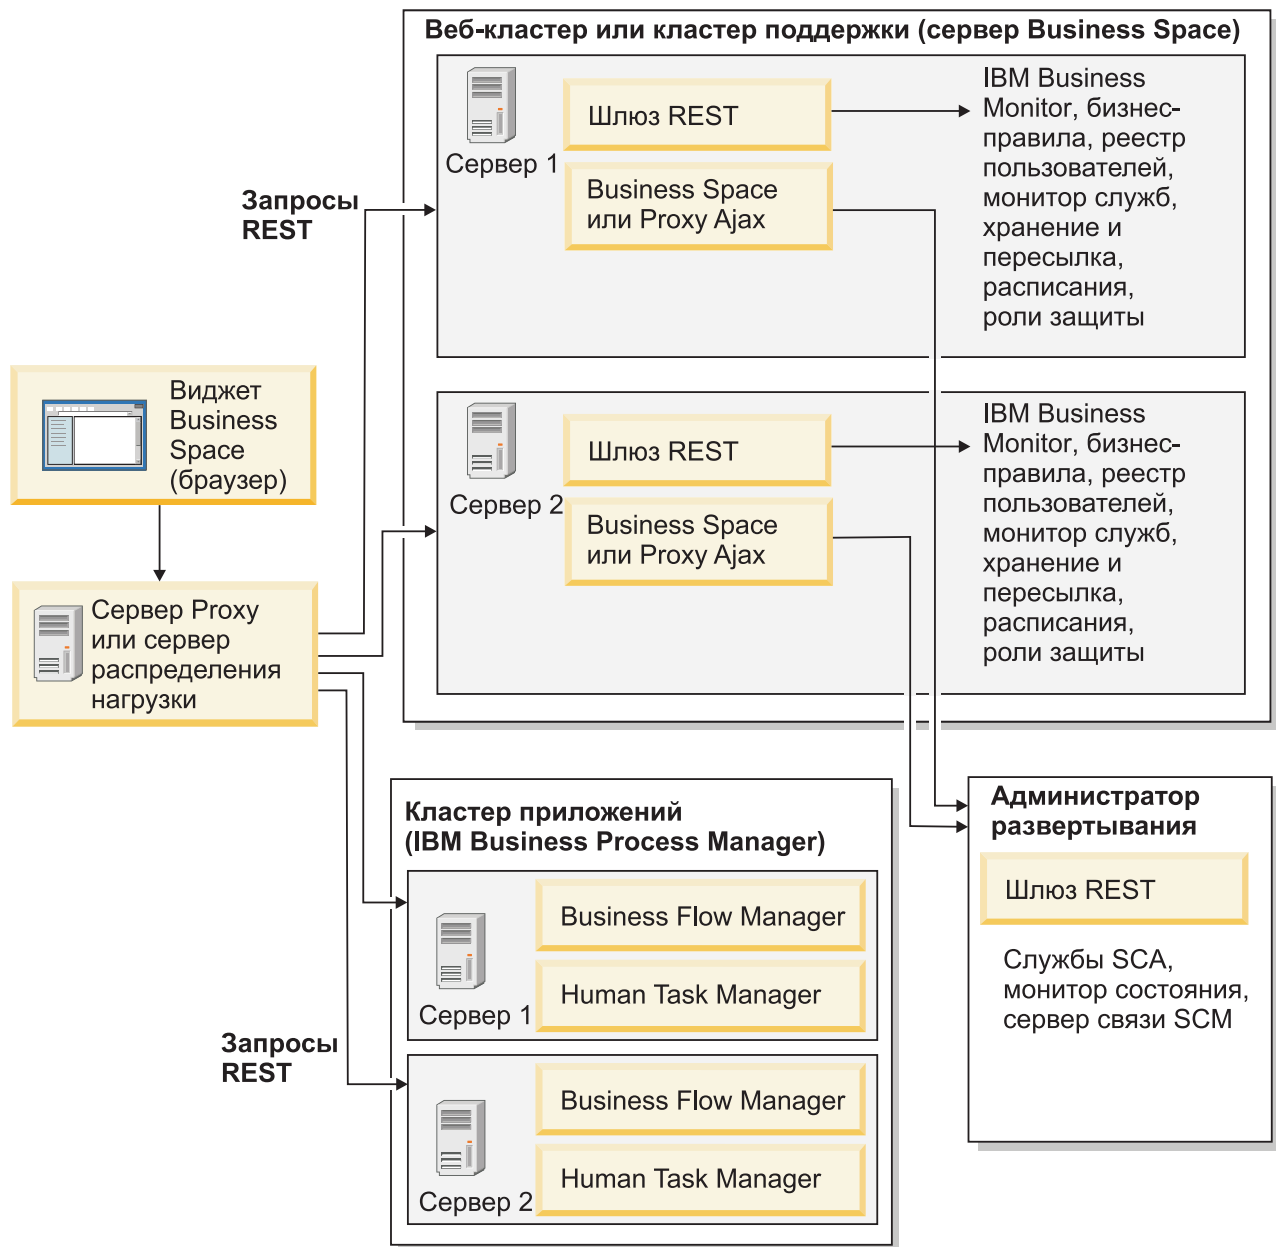 Веб-кластер или кластер поддержки (сервер Business Space)
Сервер 1
Шлюз REST
Business Space
или Proxy Ajax
IBM Business
Monitor, бизнес-
правила, реестр
пользователей,
монитор служб,
хранение и
пересылка,
расписания,
роли защиты
Запросы
REST
Виджет
Business
Space
(браузер)
Сервер 2
Шлюз REST
Business Space
или Proxy Ajax
IBM Business
Monitor, бизнес-
правила, реестр
пользователей,
монитор служб,
хранение и
пересылка,
расписания,
роли защиты
Сервер Proxy
или сервер
распределения
нагрузки
Кластер приложений
(IBM Business Process Manager)
Сервер 1
Business Flow Manager
Human Task Manager
Запросы
REST
Сервер 2
Business Flow Manager
Human Task Manager
Администратор
развертывания
Шлюз REST
Службы SCA,
монитор состояния,
сервер связи SCM